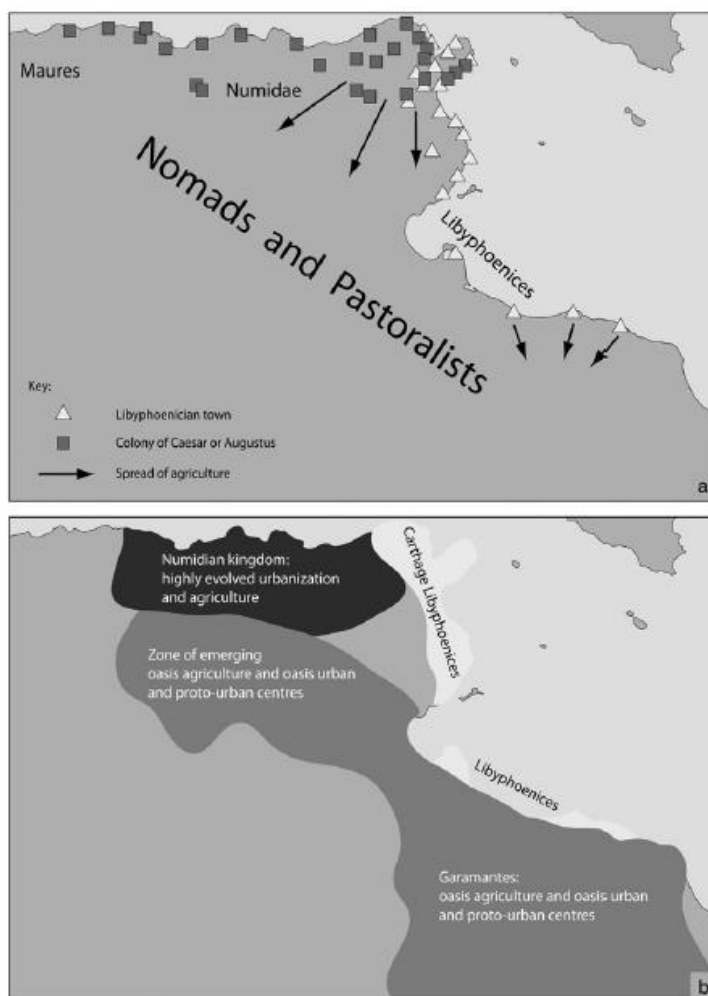 Maures
Numidae
Nomads and Pastoralists
Libyphoenices
Key:
Libyphoenician town
Colony of Caesar or Augustus
Spread of agriculture
a
Numidian kingdom:
highly evolved urbanization
and agriculture
Carthage Libyphoenices
Zone of emerging
oasis agriculture and oasis urban
and proto-urban centres
Libyphoenices
Garamantes:
oasis agriculture and oasis urban
and proto-urban centres
b